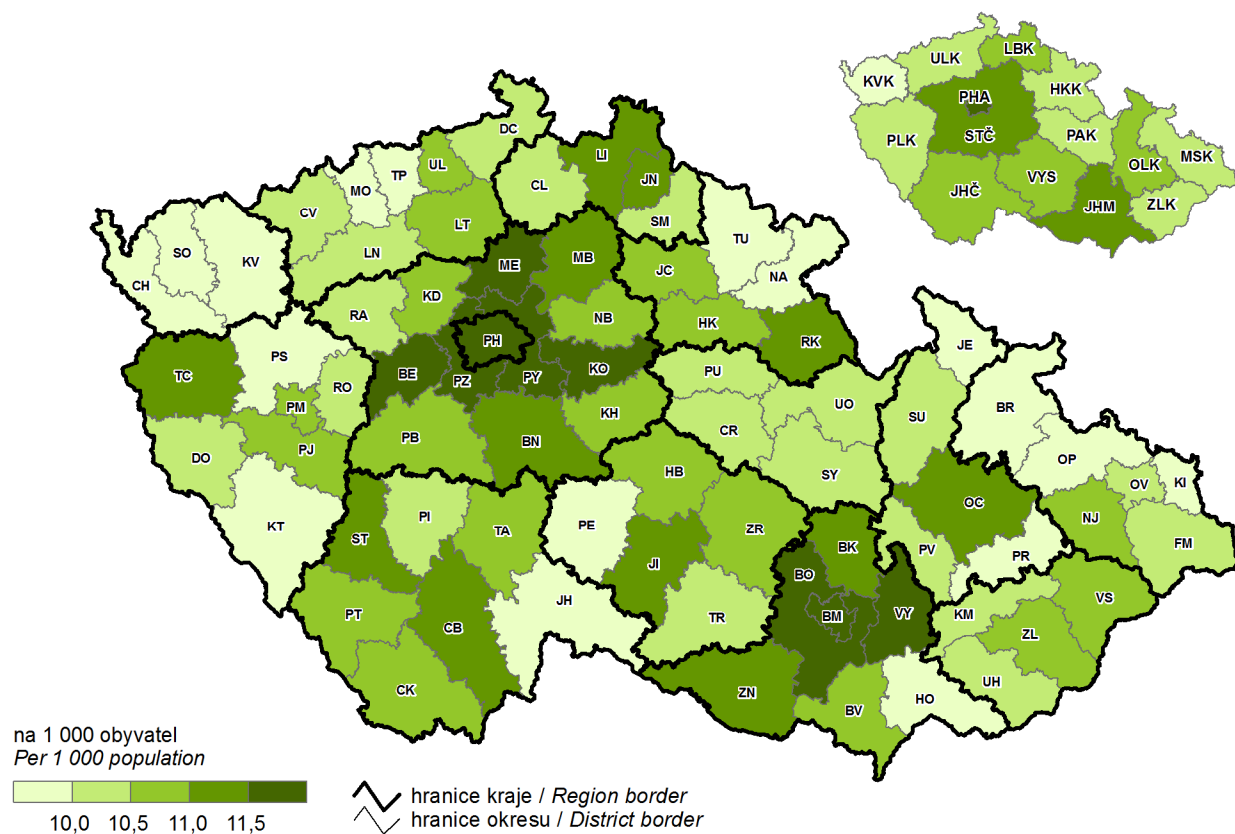 ULK
LBK
KVK
PHA
HKK
STČ
PLK
PAK
MSK
OLK
VYS
JHČ
JHM
ZLK
DC
LI
UL
TP
MO
JN
CL
CV
SM
LT
TU
SO
LN
KV
ME
MB
JC
NA
CH
KD
RA
NB
HK
PH
RK
JE
PS
KO
TC
BE
PZ
PY
PU
RO
PM
UO
BR
KH
SU
CR
PB
BN
PJ
DO
OP
HB
SY
OV
KI
OC
PI
NJ
KT
PE
TA
ZR
ST
FM
BK
PV
PR
JI
BO
VS
JH
PT
BM
VY
KM
TR
CB
ZL
UH
CK
ZN
HO
BV
na 1 000 obyvatel
Per 1 000 population
10,0 10,5 11,0 11,5
hranice kraje / Region border
hranice okresu / District border